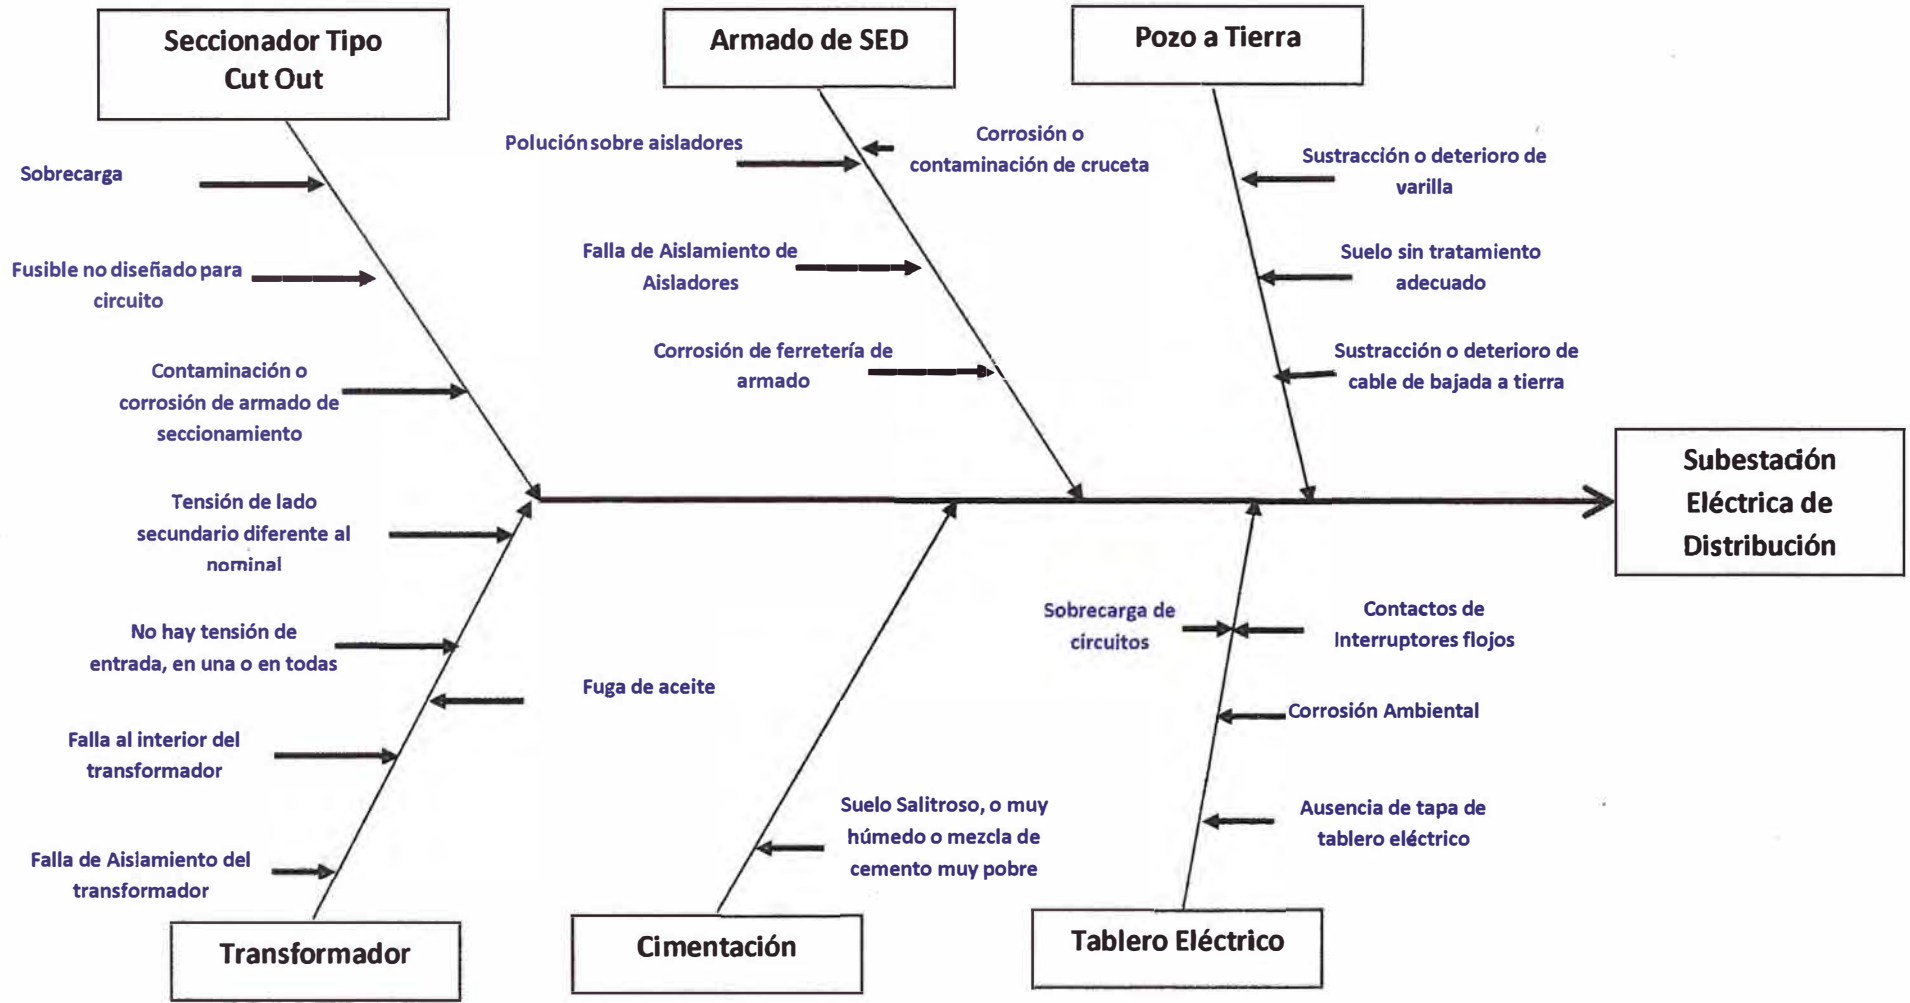 Seccionador Tipo
Cut Out
Armado de SED
Pozo a Tierra
Sobrecarga
Fusible no diseñado para
circuito
Contaminación o
corrosión de armado de
seccionamiento
Polución sobre aisladores
Corrosión o
contaminación de cruceta
Falla de Aislamiento de
Aisladores
Corrosión de ferretería de
armado
Sustracción o deterioro de
varilla
Suelo sin tratamiento
adecuado
Sustracción o deterioro de
cable de bajada a tierra
Subestación
Eléctrica de
Distribución
Tensión de lado
secundario diferente al
nominal
No hay tensión de
entrada, en una o en todas
Fuga de aceite
Falla al interior del
transformador
Falla de Aislamiento del
transformador
Suelo Salitroso, o muy
húmedo o mezcla de
cemento muy pobre
Sobrecarga de
circuitos
Contactos de
Interruptores flojos
Corrosión Ambiental
Ausencia de tapa de
tablero eléctrico
Transformador
Cimentación
Tablero Eléctrico